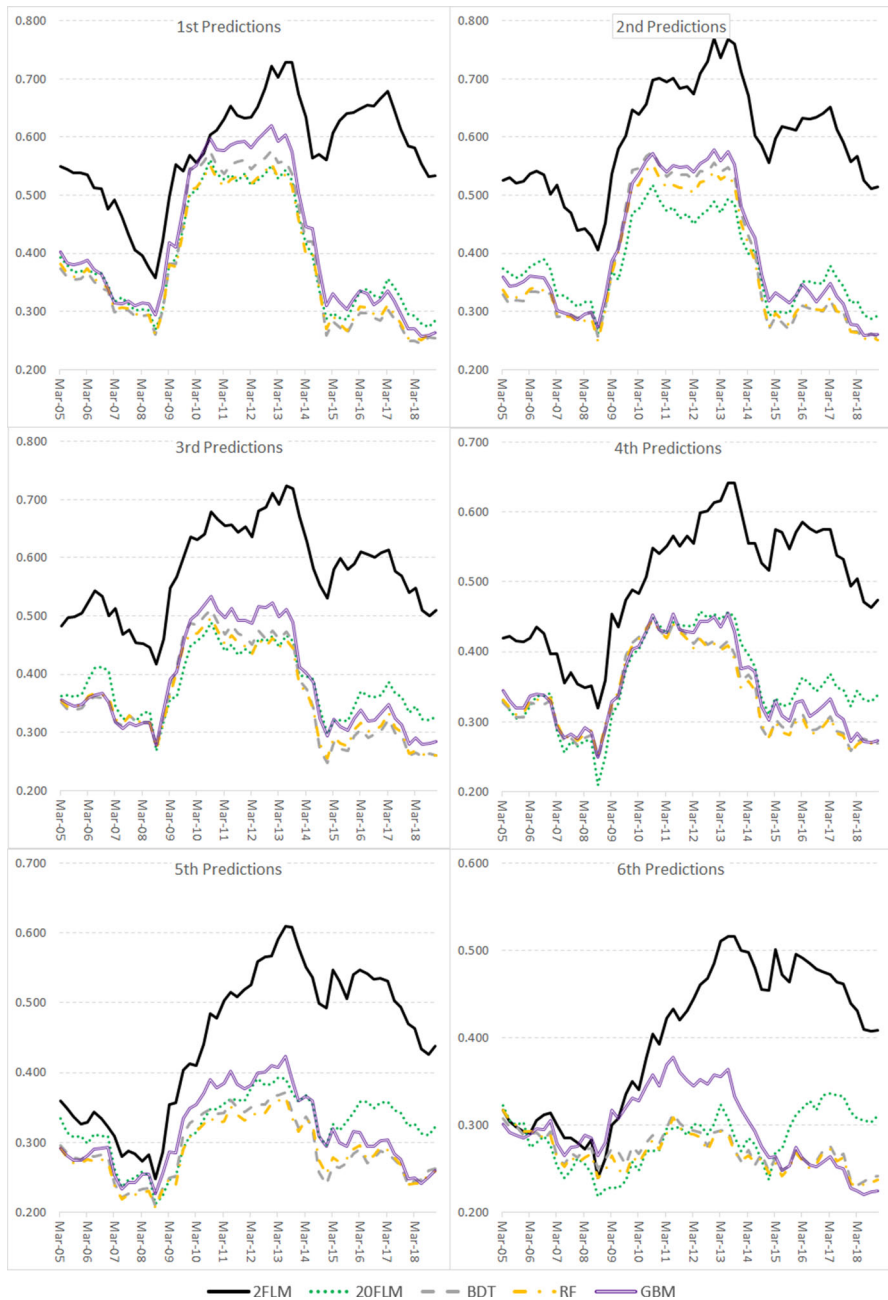 1st Predictions
0.800
0.700
0.600
0.500
0.400
0.300
0.200
Mar-05
Mar-06
Mar-07
Mar-08
Mar-09
Mar-10
Mar-11
Mar-12
Mar-13
Mar-14
Mar-15
Mar-16
Mar-17
Mar-18
2nd Predictions
0.800
0.700
0.600
0.500
0.400
0.300
0.200
Mar-05
Mar-06
Mar-07
Mar-08
Mar-09
Mar-10
Mar-11
Mar-12
Mar-13
Mar-14
Mar-15
Mar-16
Mar-17
Mar-18
3rd Predictions
0.800
0.700
0.600
0.500
0.400
0.300
0.200
Mar-05
Mar-06
Mar-07
Mar-08
Mar-09
Mar-10
Mar-11
Mar-12
Mar-13
Mar-14
Mar-15
Mar-16
Mar-17
Mar-18
4th Predictions
0.700
0.600
0.500
0.400
0.300
0.200
Mar-05
Mar-06
Mar-07
Mar-08
Mar-09
Mar-10
Mar-11
Mar-12
Mar-13
Mar-14
Mar-15
Mar-16
Mar-17
Mar-18
5th Predictions
0.700
0.600
0.500
0.400
0.300
0.200
Mar-05
Mar-06
Mar-07
Mar-08
Mar-09
Mar-10
Mar-11
Mar-12
Mar-13
Mar-14
Mar-15
Mar-16
Mar-17
Mar-18
6th Predictions
0.600
0.500
0.400
0.300
0.200
Mar-05
Mar-06
Mar-07
Mar-08
Mar-09
Mar-10
Mar-11
Mar-12
Mar-13
Mar-14
Mar-15
Mar-16
Mar-17
Mar-18
2FLM 20FLM BDT RF GBM